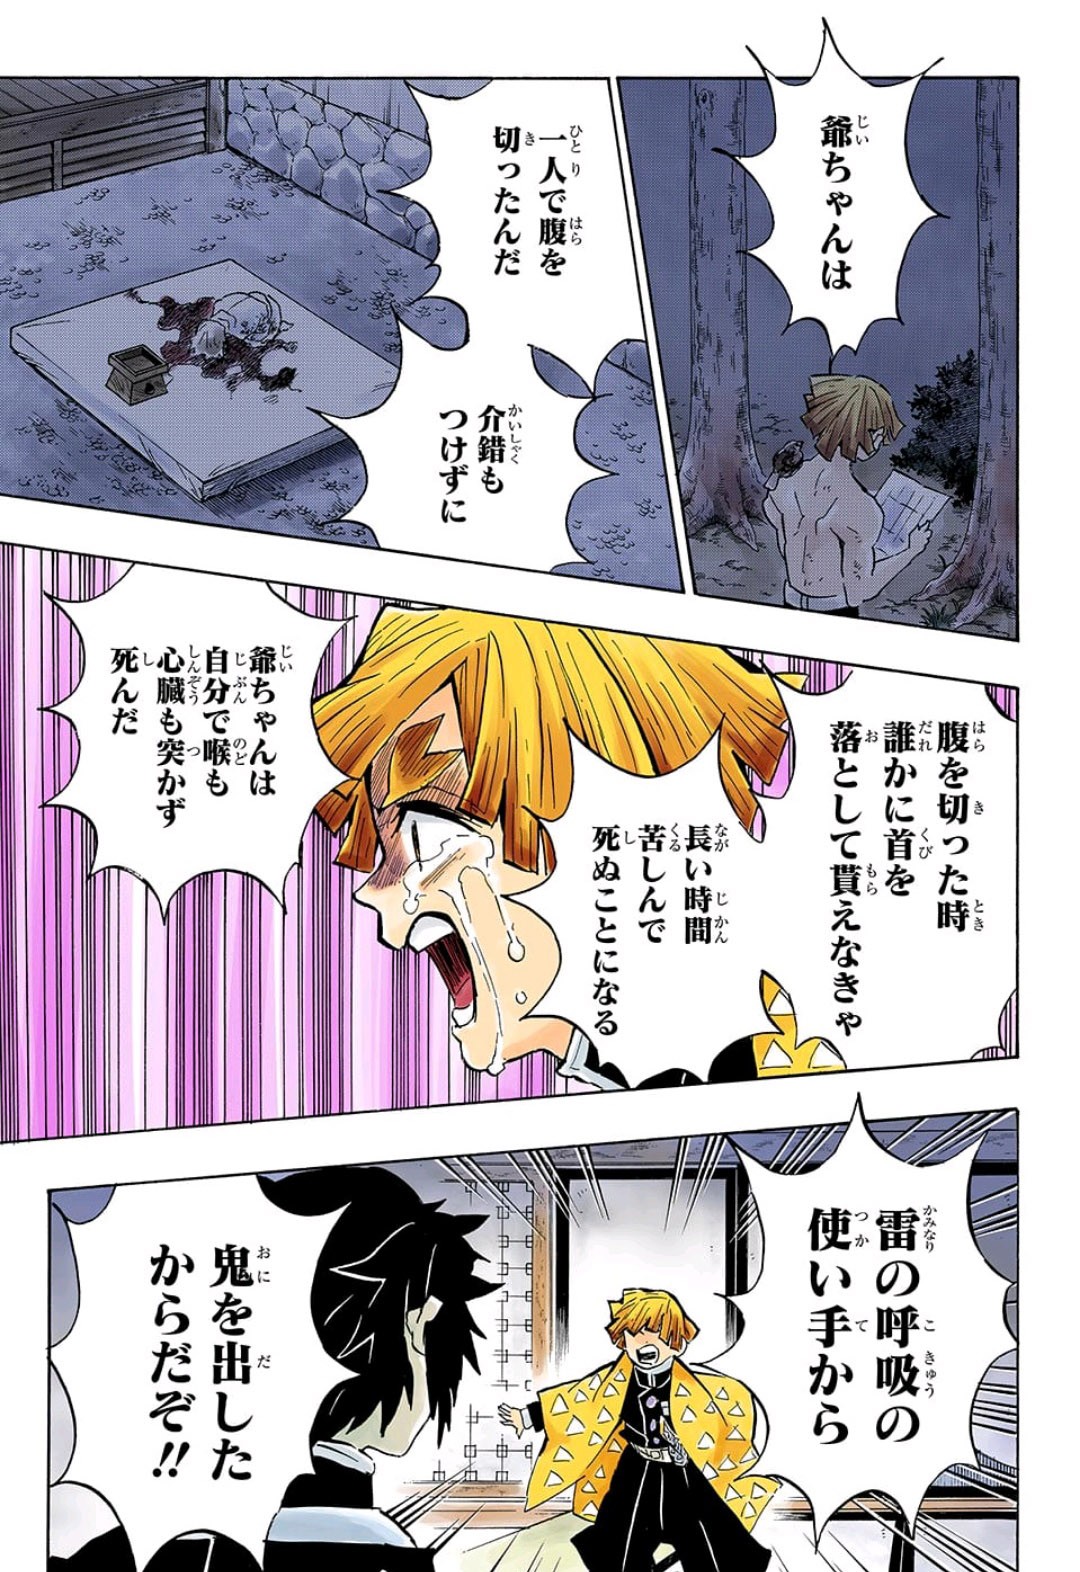 爺ちゃんは
一人で腹を
切ったんだ
介錯も
つけずに
腹を切った時
誰かに首を
落として貰えなきゃ
長い時間
苦しんで
死ぬことになる
爺ちゃんは
自分で喉も
心臓も突かず
死んだ
雷の呼吸の
使い手から
鬼を出した
からだぞ!!